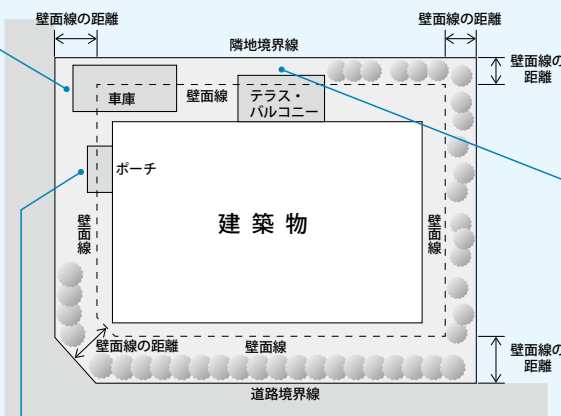 壁面線の距離
壁面線の距離
隣地境界線
壁面線の
距離
車庫
壁面線
テラス・
バルコニー
ポーチ
建築物
壁面線
壁面線
壁面線の距離
壁面線
壁面線の
距離
道路境界線